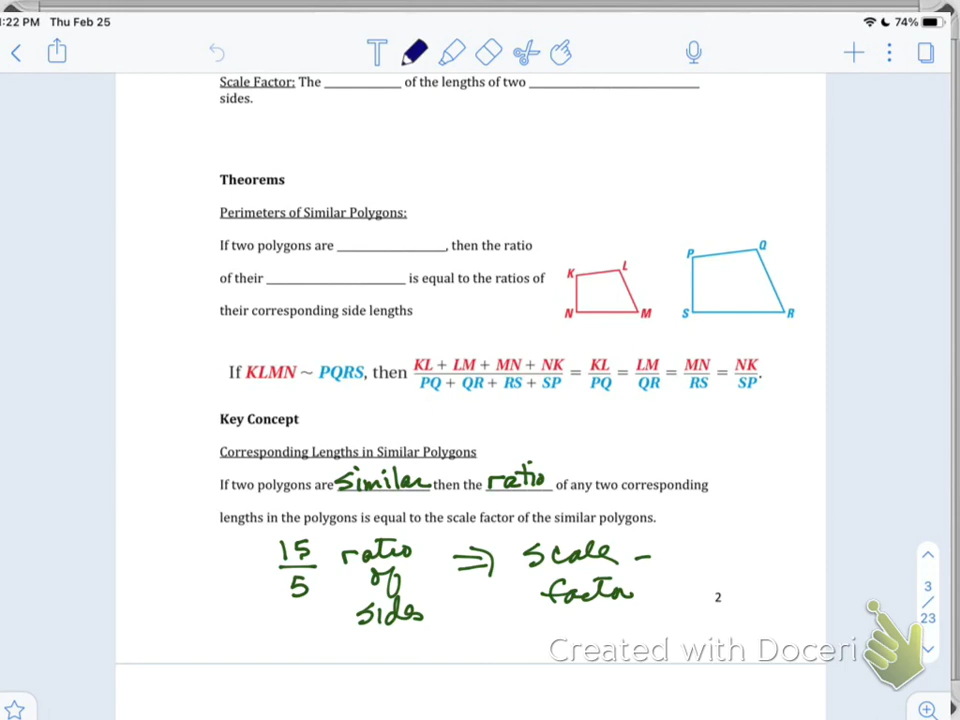 :22 PM Thu Feb 25 74%
T
Scale Factor: The ____________ of the lengths of two ___________________________
sides.
Theorems
Perimeters of Similar Polygons:
If two polygons are _________________, then the ratio
of their ______________________ is equal to the ratios of
their corresponding side lengths
K L N M
P Q S R
If KLMN ~ PQRS, then KL + LM + MN + NK / PQ + QR + RS + SP = KL / PQ = LM / QR = MN / RS = NK / SP.
Key Concept
Corresponding Lengths in Similar Polygons
If two polygons are similar then the ratio of any two corresponding
lengths in the polygons is equal to the scale factor of the similar polygons.
15 / 5 ratio of sides ⇒ scale - factor
2
3 / 23
Created with Doceri